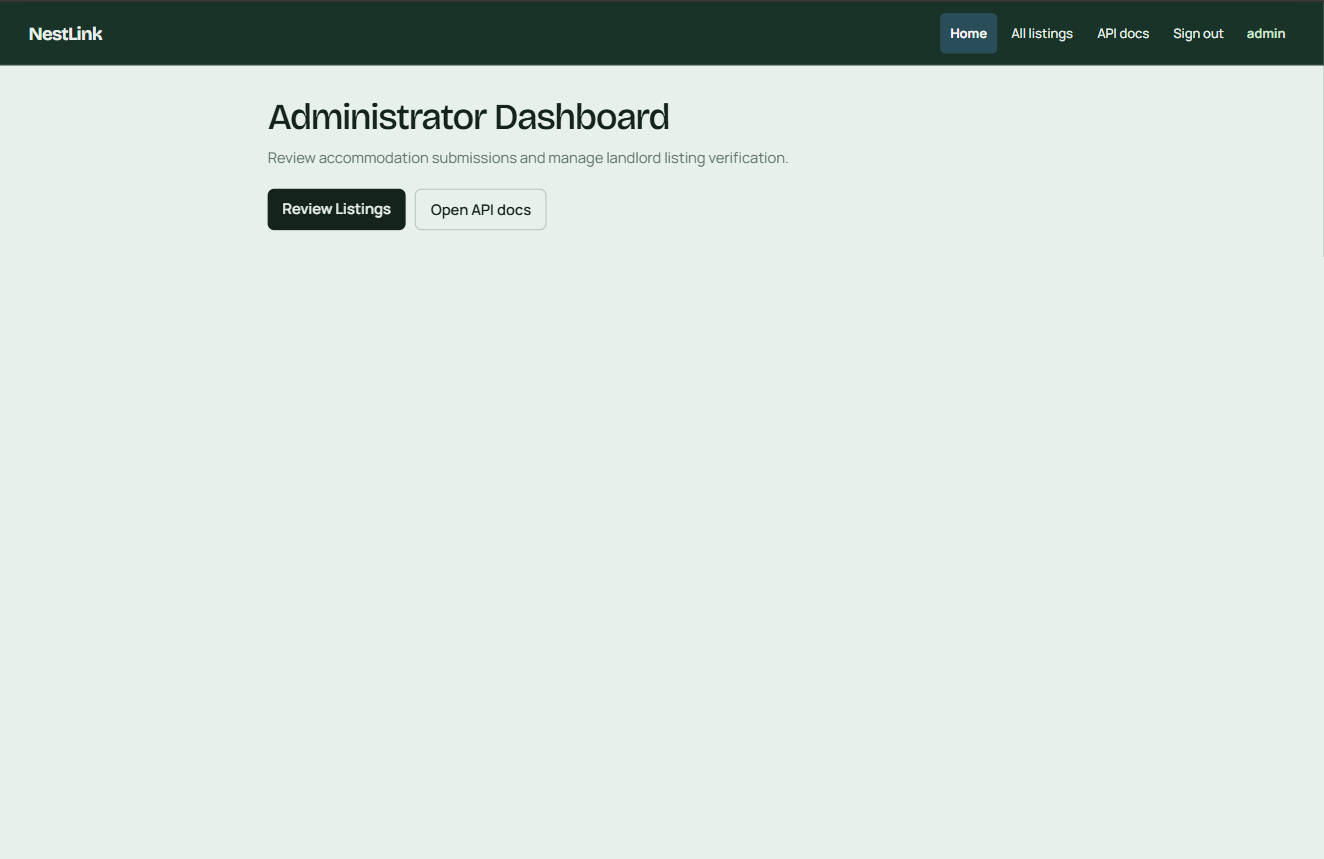 NestLink
Home All listings API docs Sign out admin
Administrator Dashboard
Review accommodation submissions and manage landlord listing verification.
Review Listings Open API docs